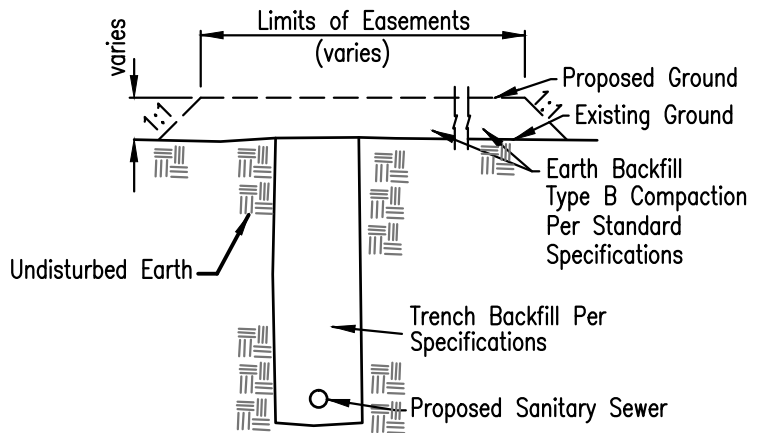 Limits of Easements
(varies)
varies
1:1
1:1
Proposed Ground
Existing Ground
Earth Backfill
Type B Compaction
Per Standard
Specifications
Undisturbed Earth
Trench Backfill Per
Specifications
Proposed Sanitary Sewer